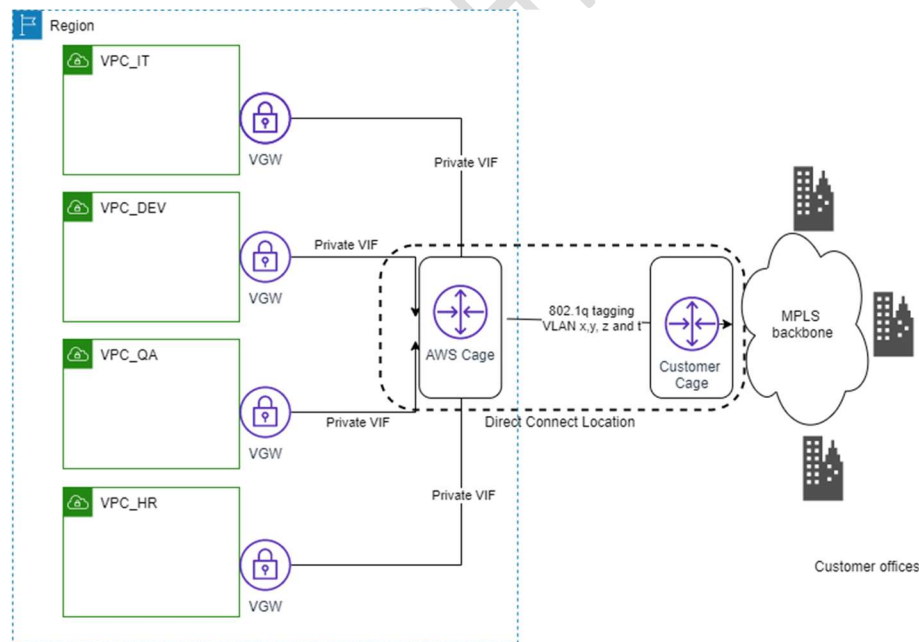 Region
VPC_IT
VGW
Private VIF
VPC_DEV
Private VIF
VGW
AWS Cage
802.1q tagging
VLAN x,y, z and t
Customer
Cage
MPLS
backbone
VPC_QA
VGW
Private VIF
Direct Connect Location
VPC_HR
Private VIF
VGW
Customer offices